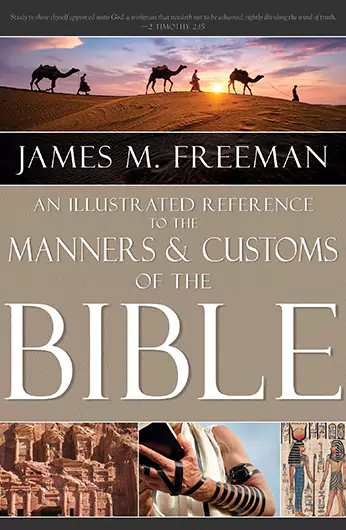 Study to shew thyself approved unto God, a workman that needeth not to be ashamed, rightly dividing the word of truth.
—2 TIMOTHY 2:15
JAMES M. FREEMAN
AN ILLUSTRATED REFERENCE
TO THE
MANNERS & CUSTOMS
OF THE
BIBLE